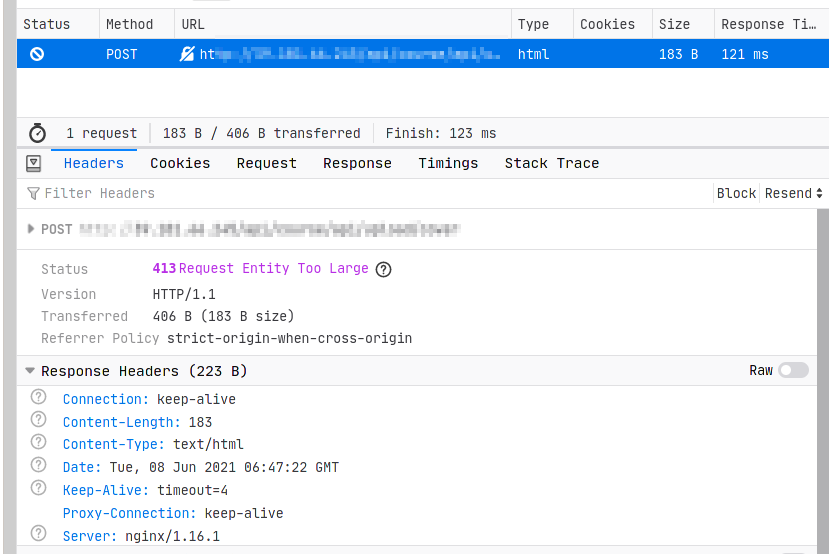 Status Method URL Type Cookies Size Response Ti…
POST ht html 183 B 121 ms
1 request 183 B / 406 B transferred Finish: 123 ms
Headers Cookies Request Response Timings Stack Trace
Filter Headers Block Resend
POST
Status 413 Request Entity Too Large ?
Version HTTP/1.1
Transferred 406 B (183 B size)
Referrer Policy strict-origin-when-cross-origin
Response Headers (223 B) Raw
? Connection: keep-alive
? Content-Length: 183
? Content-Type: text/html
? Date: Tue, 08 Jun 2021 06:47:22 GMT
? Keep-Alive: timeout=4
Proxy-Connection: keep-alive
? Server: nginx/1.16.1